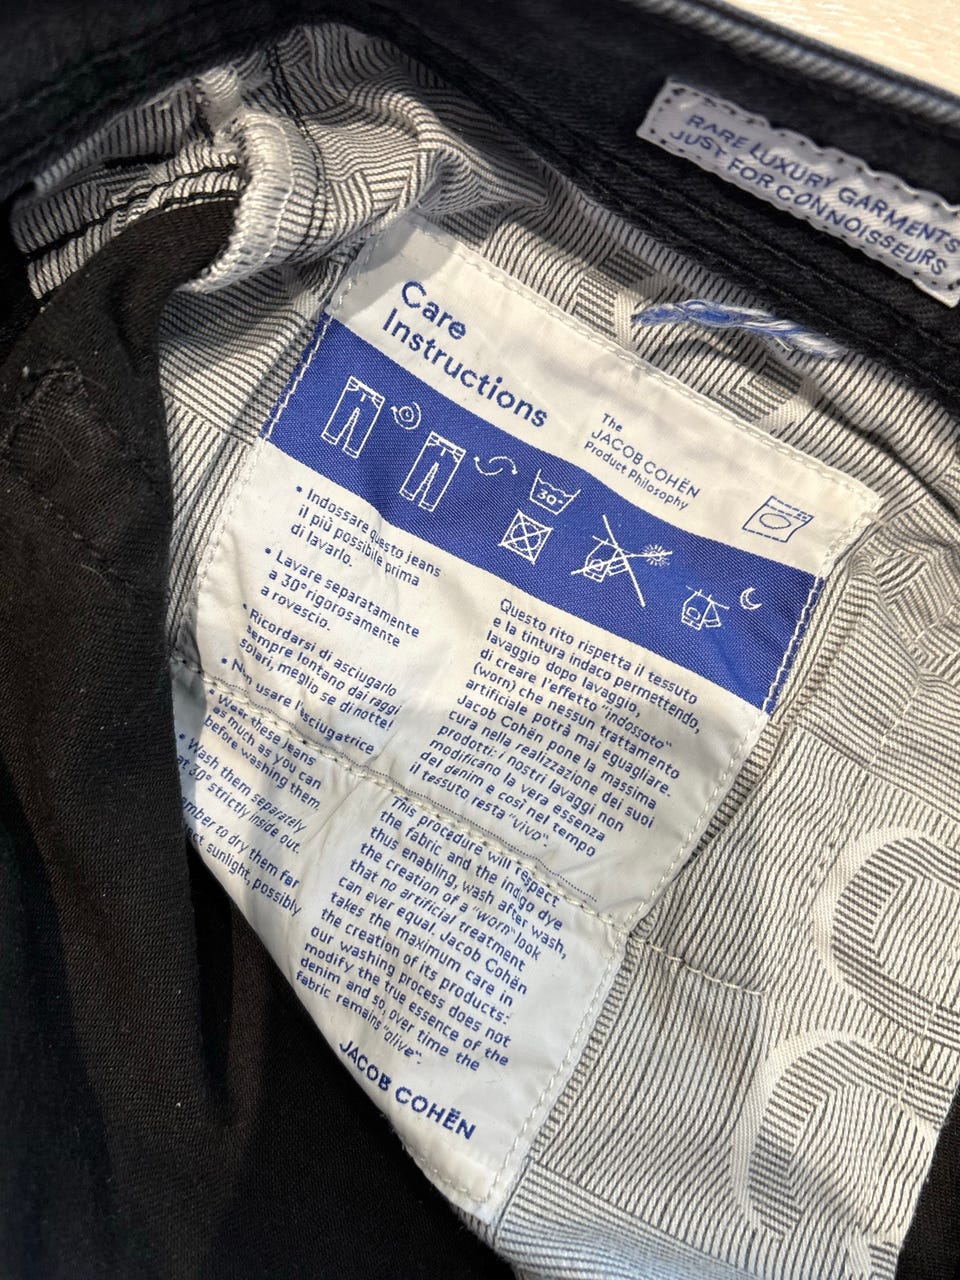 RARE LUXURY GARMENTS
JUST FOR CONNOISSEURS
Care
Instructions
The
JACOB COHËN
Product Philosophy
30°
• Indossare questo jeans
il più possibile prima
di lavarlo.
• Lavare separatamente
a 30° rigorosamente
a rovescio.
• Ricordarsi di asciugarlo
sempre lontano dai raggi
solari, meglio se di notte!
• Non usare l'asciugatrice
Questo rito rispetta il tessuto
e la tintura indaco permettendo,
lavaggio dopo lavaggio,
di creare l'effetto "indossato"
(worn) che nessun trattamento
artificiale potrà mai eguagliare.
Jacob Cohën pone la massima
cura nella realizzazione dei suoi
prodotti: i nostri lavaggi non
modificano la vera essenza
del denim e così nel tempo
il tessuto resta "vivo".
• Wear these jeans
as much as you can
before washing them.
• Wash them separately
at 30° strictly inside out.
to dry them far
sunlight, possibly
This procedure will respect
the fabric and the indigo dye
thus enabling, wash after wash,
the creation of a "worn" look
that no artificial treatment
can ever equal. Jacob Cohën
takes the maximum care in
the creation of its products:
our washing process does not
modify the true essence of the
denim and so, over time the
fabric remains "alive".
JACOB COHËN